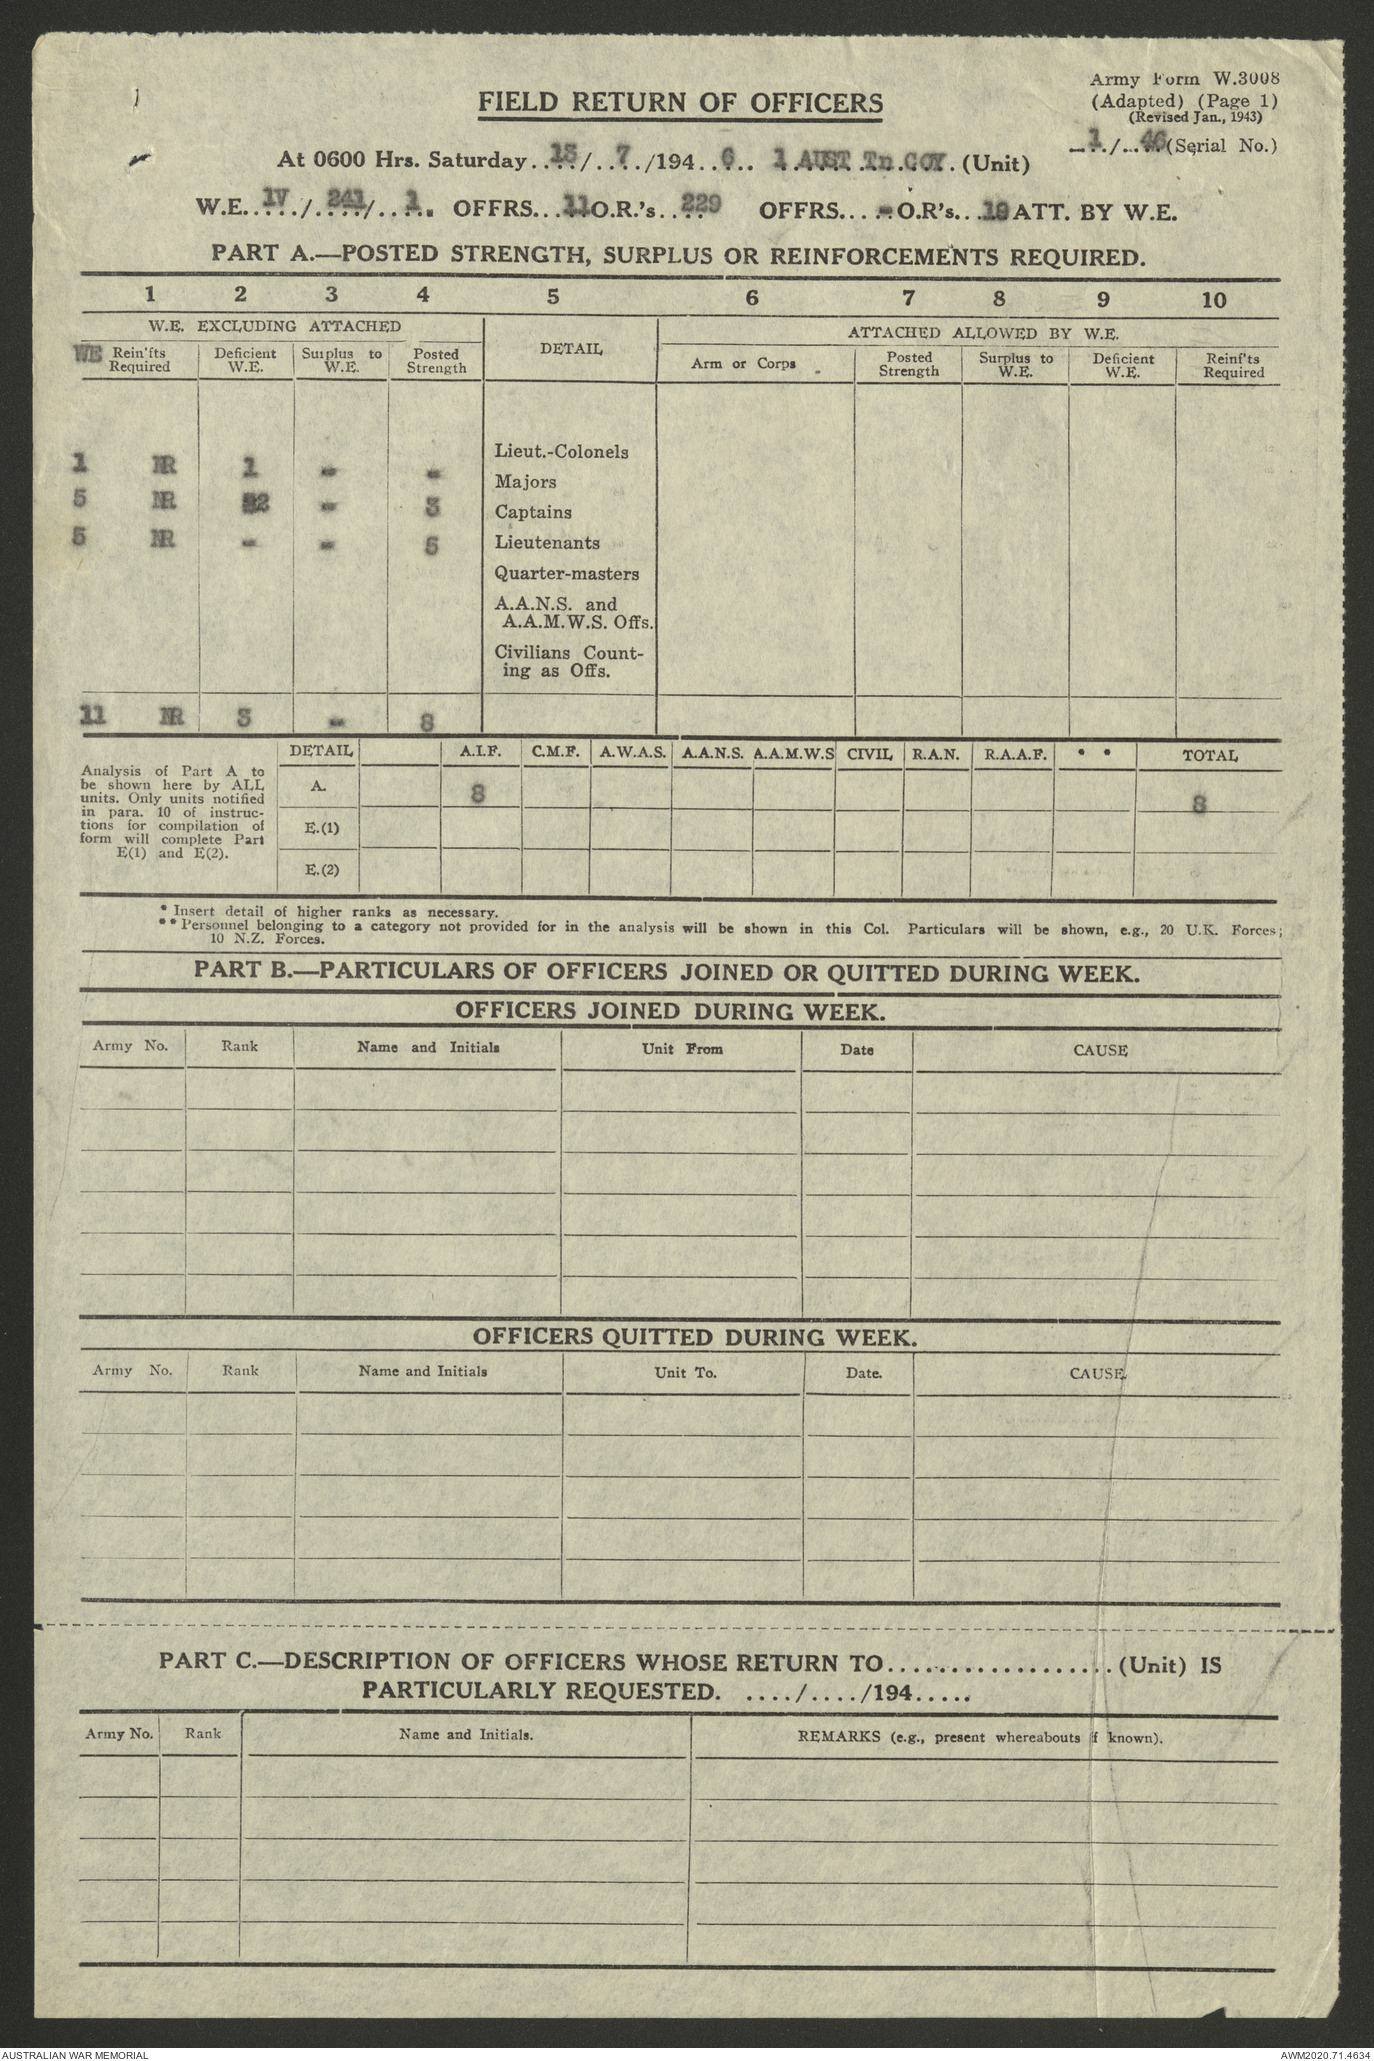 Army Form W.3008
FIELD RETURN OF OFFICERS
(Adapted) (Page 1)
(Revised Jan., 1943)
1/..46(Serial No.)
At 0600 Hrs. Saturday...15/..7./194..6.. 1 AUST Tn COY. (Unit)
W.E. 1V/.241/..1. OFFRS...11 O.R.'s...229 OFFRS....- O.R's...10 ATT. BY W.E.
PART A.—POSTED STRENGTH, SURPLUS OR REINFORCEMENTS REQUIRED.
1 2 3 4 5 6 7 8 9 10
W.E. EXCLUDING ATTACHED DETAIL ATTACHED ALLOWED BY W.E.
WE Rein'fts Required Deficient W.E. Surplus to W.E. Posted Strength Arm or Corps Posted Strength Surplus to W.E. Deficient W.E. Reinf'ts Required
Lieut.-Colonels
1 NR 1 - - Majors
5 NR 2 - 3 Captains
5 NR - - 5 Lieutenants
Quarter-masters
A.A.N.S. and
A.A.M.W.S. Offs.
Civilians Count-
ing as Offs.
11 NR 3 - 8
DETAIL A.I.F. C.M.F. A.W.A.S. A.A.N.S. A.A.M.W.S CIVIL R.A.N. R.A.A.F. * * TOTAL
Analysis of Part A to
be shown here by ALL
units. Only units notified
in para. 10 of instruc-
tions for compilation of
form will complete Part
E(1) and E(2).
A. 8 8
E.(1)
E.(2)
* Insert detail of higher ranks as necessary.
** Personnel belonging to a category not provided for in the analysis will be shown in this Col. Particulars will be shown, e.g., 20 U.K. Forces;
10 N.Z. Forces.
PART B.—PARTICULARS OF OFFICERS JOINED OR QUITTED DURING WEEK.
OFFICERS JOINED DURING WEEK.
Army No. Rank Name and Initials Unit From Date CAUSE
OFFICERS QUITTED DURING WEEK.
Army No. Rank Name and Initials Unit To. Date. CAUSE.
PART C.—DESCRIPTION OF OFFICERS WHOSE RETURN TO...................(Unit) IS
PARTICULARLY REQUESTED. ..../..../194.....
Army No. Rank Name and Initials. REMARKS (e.g., present whereabouts if known).
AUSTRALIAN WAR MEMORIAL
AWM2020.71.4634